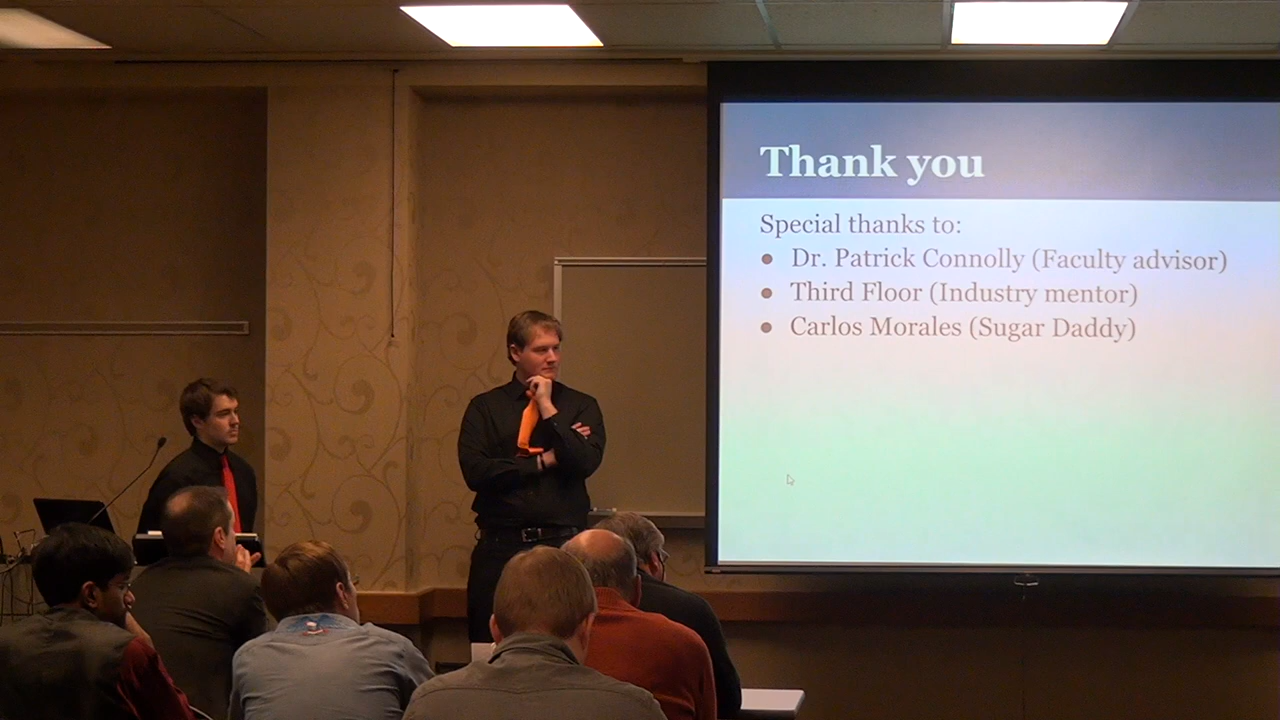 Thank you
Special thanks to:
● Dr. Patrick Connolly (Faculty advisor)
● Third Floor (Industry mentor)
● Carlos Morales (Sugar Daddy)